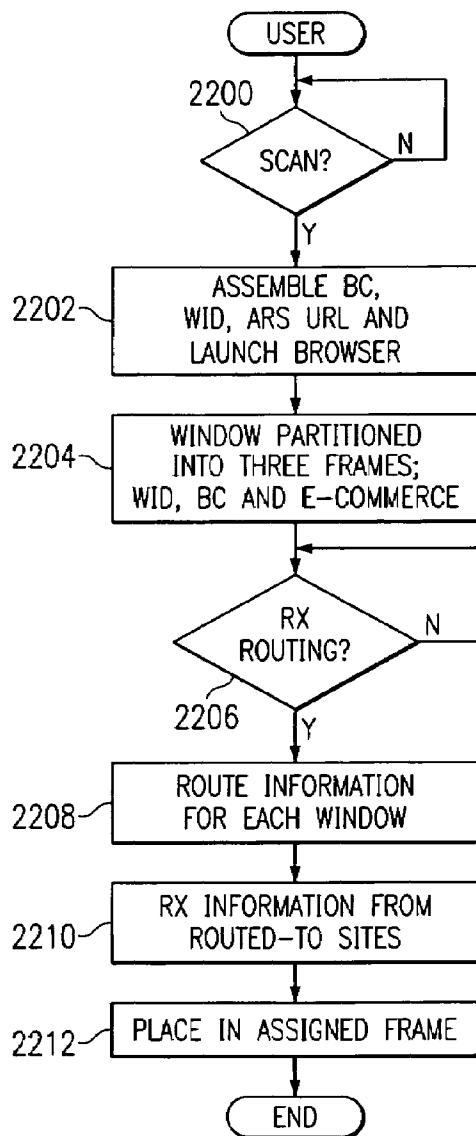 USER
2200
SCAN?
N
Y
2202
ASSEMBLE BC,
WID, ARS URL AND
LAUNCH BROWSER
2204
WINDOW PARTITIONED
INTO THREE FRAMES;
WID, BC AND E-COMMERCE
RX
ROUTING?
N
2206
Y
2208
ROUTE INFORMATION
FOR EACH WINDOW
2210
RX INFORMATION FROM
ROUTED-TO SITES
2212
PLACE IN ASSIGNED FRAME
END